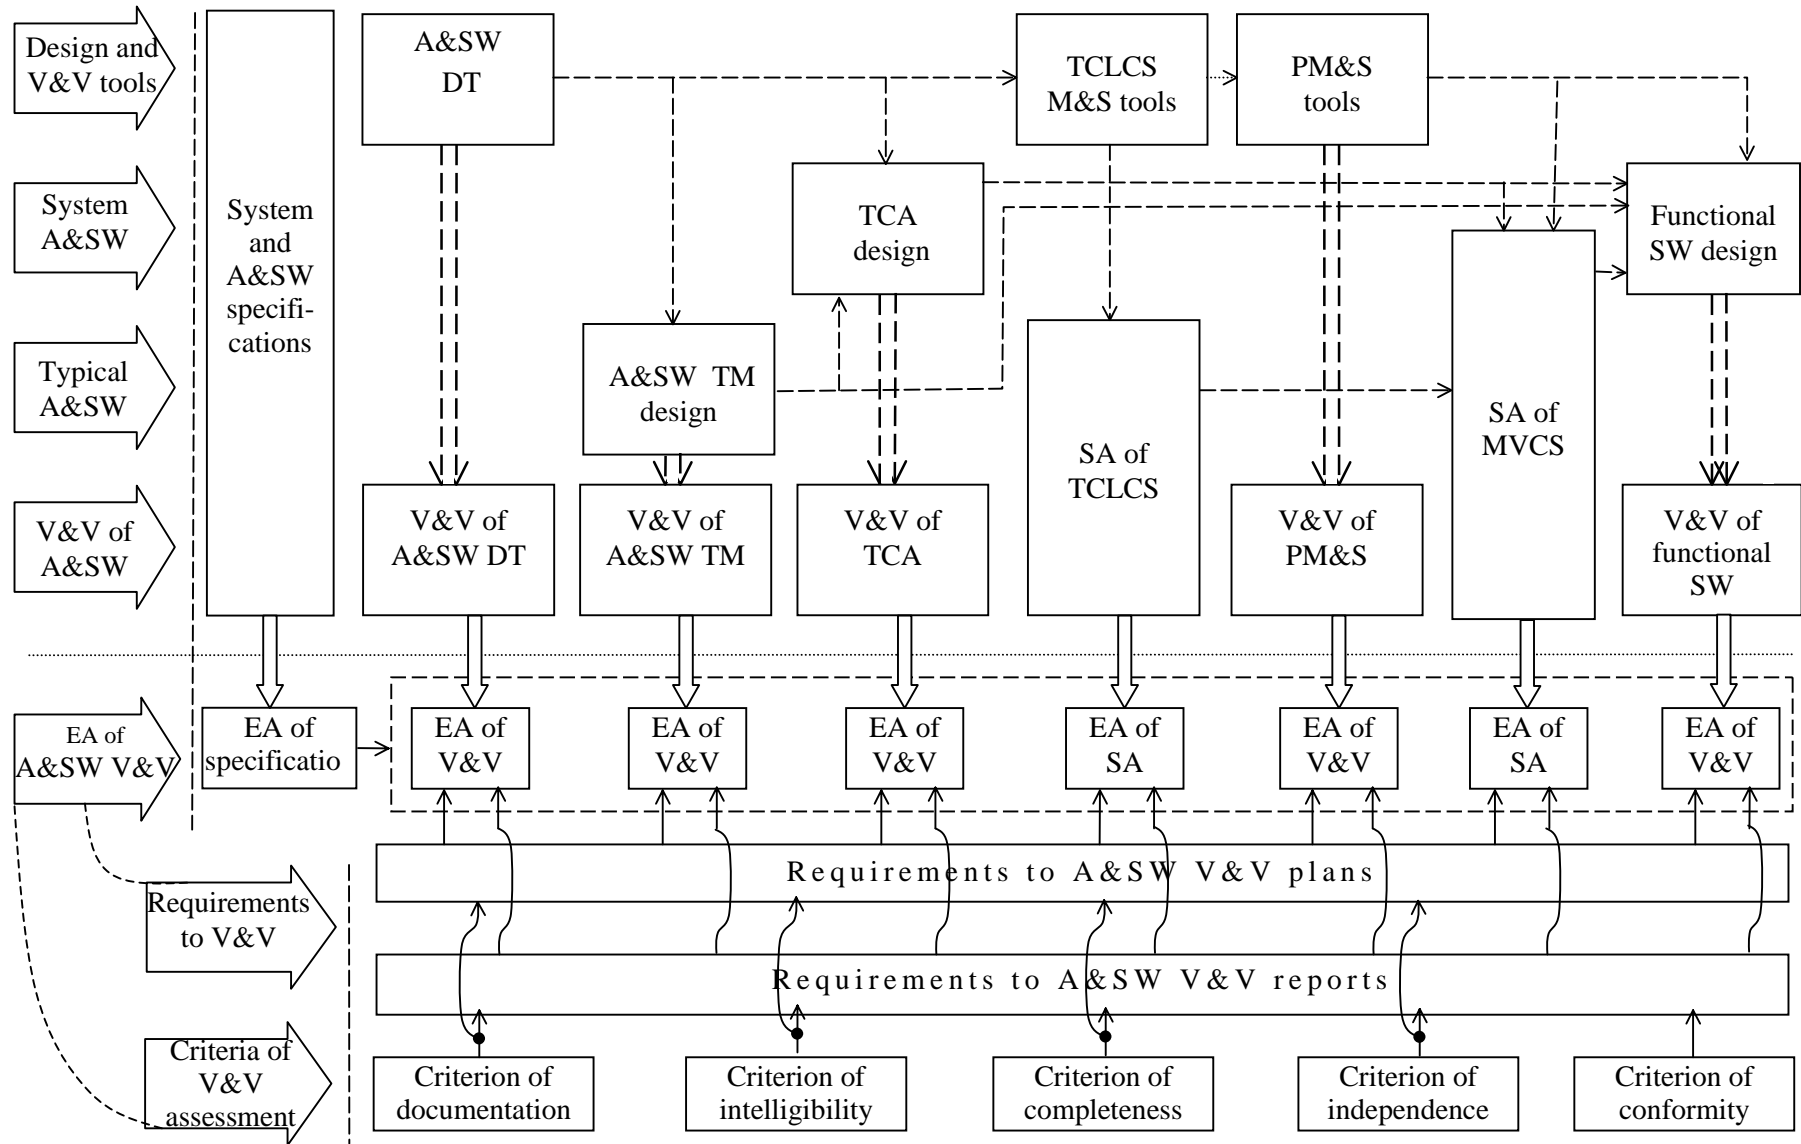 Design and
V&V tools
A&SW
DT
TCLCS
M&S tools
PM&S
tools
System
A&SW
System
and
A&SW
specifi-
cations
TCA
design
Functional
SW design
Typical
A&SW
A&SW TM
design
SA of
TCLCS
SA of
MVCS
V&V of
A&SW
V&V of
A&SW DT
V&V of
A&SW TM
V&V of
TCA
V&V of
PM&S
V&V of
functional
SW
EA of
A&SW V&V
EA of
specificatio
EA of
V&V
EA of
V&V
EA of
V&V
EA of
SA
EA of
V&V
EA of
SA
EA of
V&V
Requirements to A&SW V&V plans
Requirements
to V&V
Requirements to A&SW V&V reports
Criteria of
V&V
assessment
Criterion of
documentation
Criterion of
intelligibility
Criterion of
completeness
Criterion of
independence
Criterion of
conformity